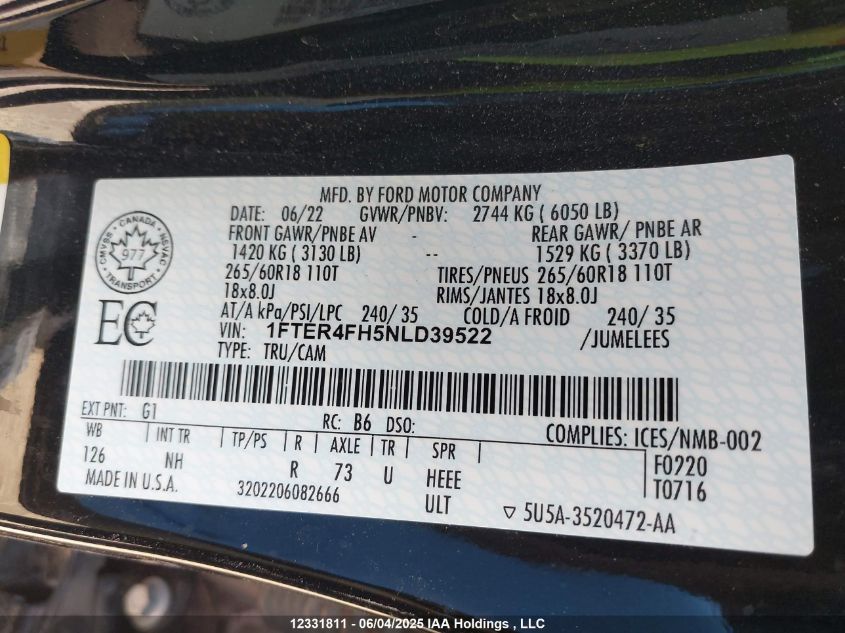 MFD. BY FORD MOTOR COMPANY
DATE: 06/22 GVWR/PNBV: 2744 KG ( 6050 LB)
FRONT GAWR/ PNBE AV - REAR GAWR/ PNBE AR
1420 KG ( 3130 LB) -- 1529 KG ( 3370 LB)
265/60R18 110T TIRES/PNEUS 265/60R18 110T
18x8.0J RIMS/JANTES 18x8.0J
AT/A kPa/PSI/LPC 240/ 35 COLD/A FROID 240/ 35
VIN: 1FTER4FH5NLD39522 /JUMELEES
TYPE: TRU/CAM
CANADA
CMVSS NSVAC
977
TRANSPORT
EC
EXT PNT: G1 RC: B6 DSO: COMPLIES: ICES/NMB-002
WB INT TR TP/PS R AXLE TR SPR F0220
126 NH R 73 U HEEE T0716
MADE IN U.S.A. 3202206082666 ULT ▽ 5U5A-3520472-AA
12331811 - 06/04/2025 IAA Holdings , LLC